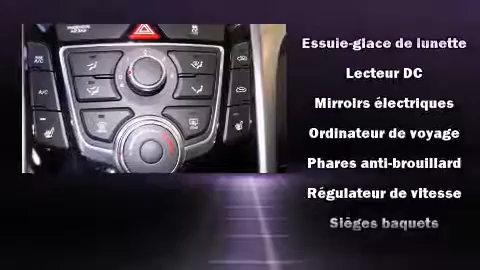 Essuie-glace de lunette
Lecteur DC
Mirroirs électriques
Ordinateur de voyage
Phares anti-brouillard
Régulateur de vitesse
Sièges baquets
A/C